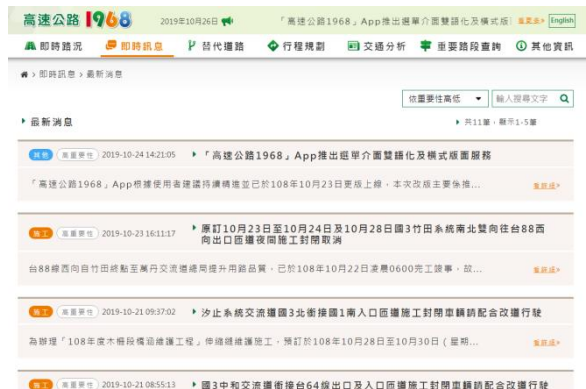 高速公路 1968
2019年10月26日
「高速公路1968」App推出選單介面雙語化及橫式版
看更多>
English
即時路況
即時訊息
替代道路
行程規劃
交通分析
重要路段查詢
其他資訊
> 即時訊息 > 最新消息
依重要性高低
輸入搜尋文字
最新消息
共11筆，顯示1-5筆
其他 高重要性 2019-10-24 14:21:05 「高速公路1968」App推出選單介面雙語化及橫式版面服務
「高速公路1968」App根據使用者建議持續精進並已於108年10月23日更版上線，本次改版主要係推...
看訊息>
施工 高重要性 2019-10-23 16:11:17 原訂10月23日至10月24日及10月28日國3竹田系統南北雙向往台88西
向出口匝道夜間施工封閉取消
台88線西向自竹田終點至萬丹交流道總局提升用路品質，已於108年10月22日凌晨0600完工竣事，故...
看訊息>
施工 高重要性 2019-10-21 09:37:02 汐止系統交流道國3北銜接國1南入口匝道施工封閉車輛請配合改道行駛
為辦理「108年度木柵段橋涵維護工程」伸縮縫維護施工，預訂於108年10月28日至10月30日（星期...
看訊息>
施工 高重要性 2019-10-21 08:55:13 國3中和交流道銜接台64線出口及入口匝道施工封閉車輛請配合改道行駛